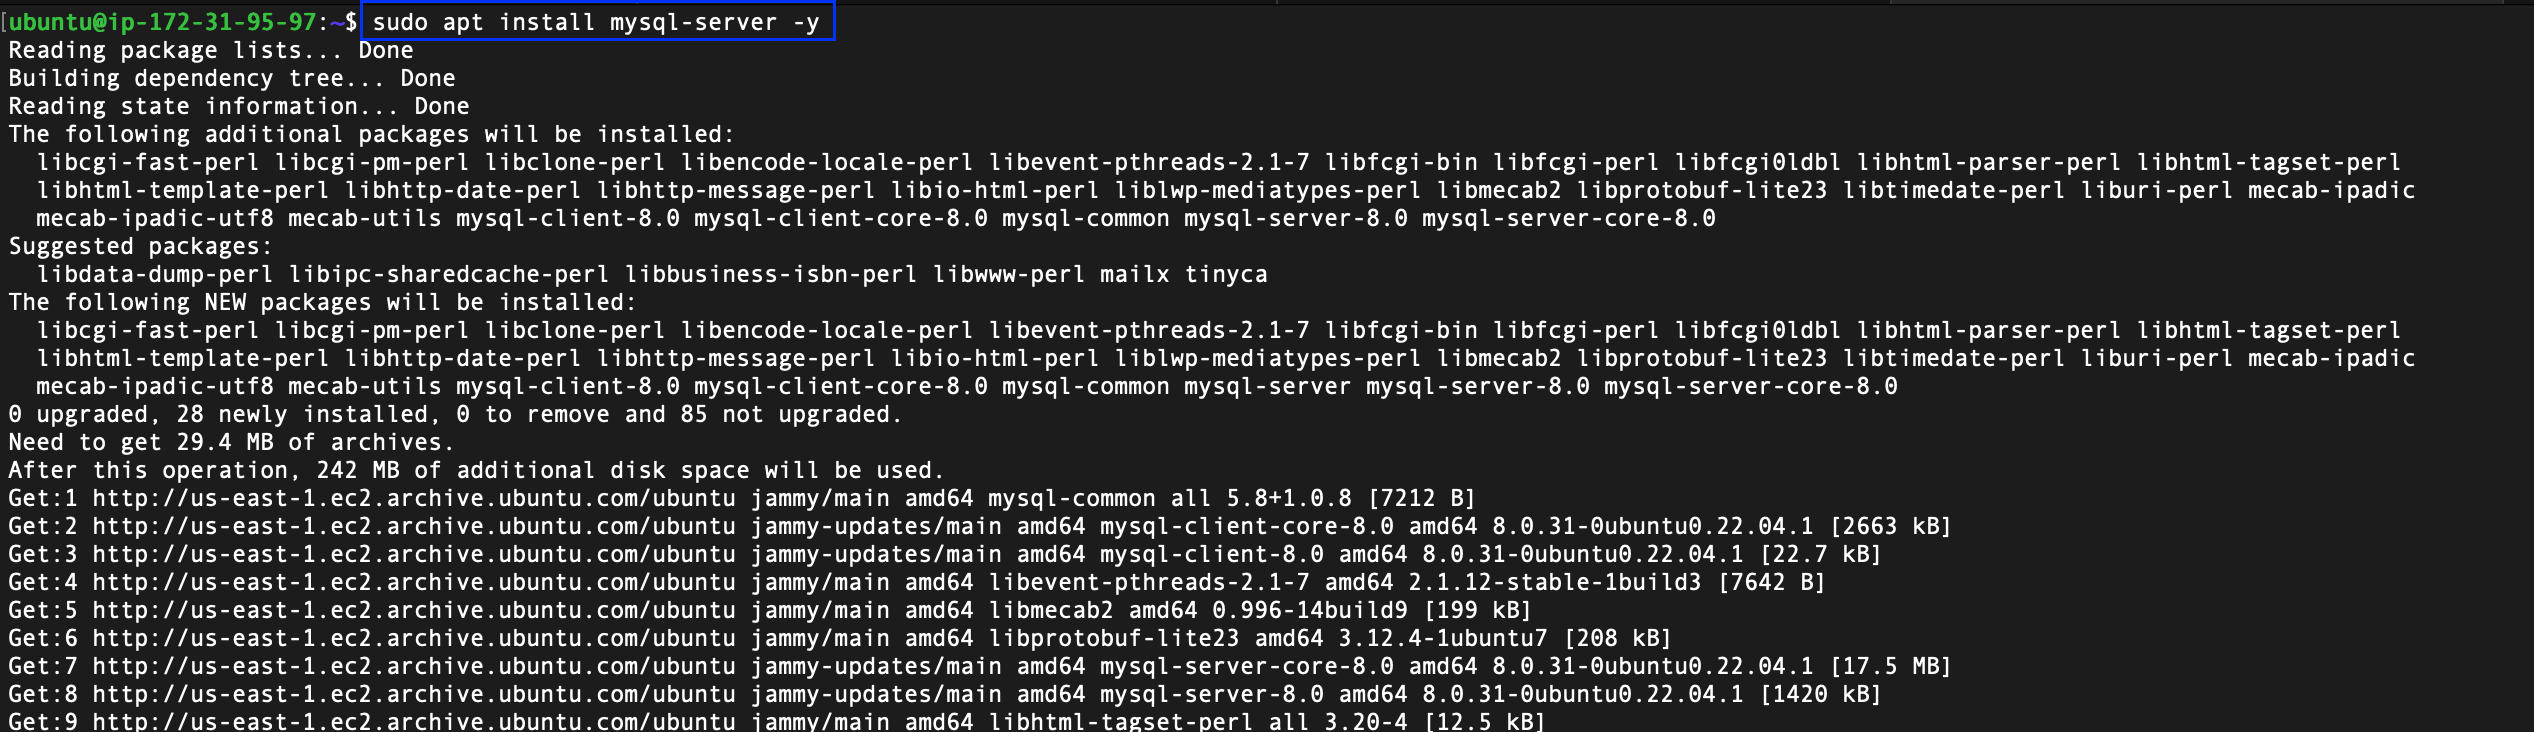 [ubuntu@ip-172-31-95-97:~$ sudo apt install mysql-server -y
Reading package lists... Done
Building dependency tree... Done
Reading state information... Done
The following additional packages will be installed:
  libcgi-fast-perl libcgi-pm-perl libclone-perl libencode-locale-perl libevent-pthreads-2.1-7 libfcgi-bin libfcgi-perl libfcgi0ldbl libhtml-parser-perl libhtml-tagset-perl
  libhtml-template-perl libhttp-date-perl libhttp-message-perl libio-html-perl liblwp-mediatypes-perl libmecab2 libprotobuf-lite23 libtimedate-perl liburi-perl mecab-ipadic
  mecab-ipadic-utf8 mecab-utils mysql-client-8.0 mysql-client-core-8.0 mysql-common mysql-server-8.0 mysql-server-core-8.0
Suggested packages:
  libdata-dump-perl libipc-sharedcache-perl libbusiness-isbn-perl libwww-perl mailx tinyca
The following NEW packages will be installed:
  libcgi-fast-perl libcgi-pm-perl libclone-perl libencode-locale-perl libevent-pthreads-2.1-7 libfcgi-bin libfcgi-perl libfcgi0ldbl libhtml-parser-perl libhtml-tagset-perl
  libhtml-template-perl libhttp-date-perl libhttp-message-perl libio-html-perl liblwp-mediatypes-perl libmecab2 libprotobuf-lite23 libtimedate-perl liburi-perl mecab-ipadic
  mecab-ipadic-utf8 mecab-utils mysql-client-8.0 mysql-client-core-8.0 mysql-common mysql-server mysql-server-8.0 mysql-server-core-8.0
0 upgraded, 28 newly installed, 0 to remove and 85 not upgraded.
Need to get 29.4 MB of archives.
After this operation, 242 MB of additional disk space will be used.
Get:1 http://us-east-1.ec2.archive.ubuntu.com/ubuntu jammy/main amd64 mysql-common all 5.8+1.0.8 [7212 B]
Get:2 http://us-east-1.ec2.archive.ubuntu.com/ubuntu jammy-updates/main amd64 mysql-client-core-8.0 amd64 8.0.31-0ubuntu0.22.04.1 [2663 kB]
Get:3 http://us-east-1.ec2.archive.ubuntu.com/ubuntu jammy-updates/main amd64 mysql-client-8.0 amd64 8.0.31-0ubuntu0.22.04.1 [22.7 kB]
Get:4 http://us-east-1.ec2.archive.ubuntu.com/ubuntu jammy/main amd64 libevent-pthreads-2.1-7 amd64 2.1.12-stable-1build3 [7642 B]
Get:5 http://us-east-1.ec2.archive.ubuntu.com/ubuntu jammy/main amd64 libmecab2 amd64 0.996-14build9 [199 kB]
Get:6 http://us-east-1.ec2.archive.ubuntu.com/ubuntu jammy/main amd64 libprotobuf-lite23 amd64 3.12.4-1ubuntu7 [208 kB]
Get:7 http://us-east-1.ec2.archive.ubuntu.com/ubuntu jammy-updates/main amd64 mysql-server-core-8.0 amd64 8.0.31-0ubuntu0.22.04.1 [17.5 MB]
Get:8 http://us-east-1.ec2.archive.ubuntu.com/ubuntu jammy-updates/main amd64 mysql-server-8.0 amd64 8.0.31-0ubuntu0.22.04.1 [1420 kB]
Get:9 http://us-east-1.ec2.archive.ubuntu.com/ubuntu jammy/main amd64 libhtml-tagset-perl all 3.20-4 [12.5 kB]